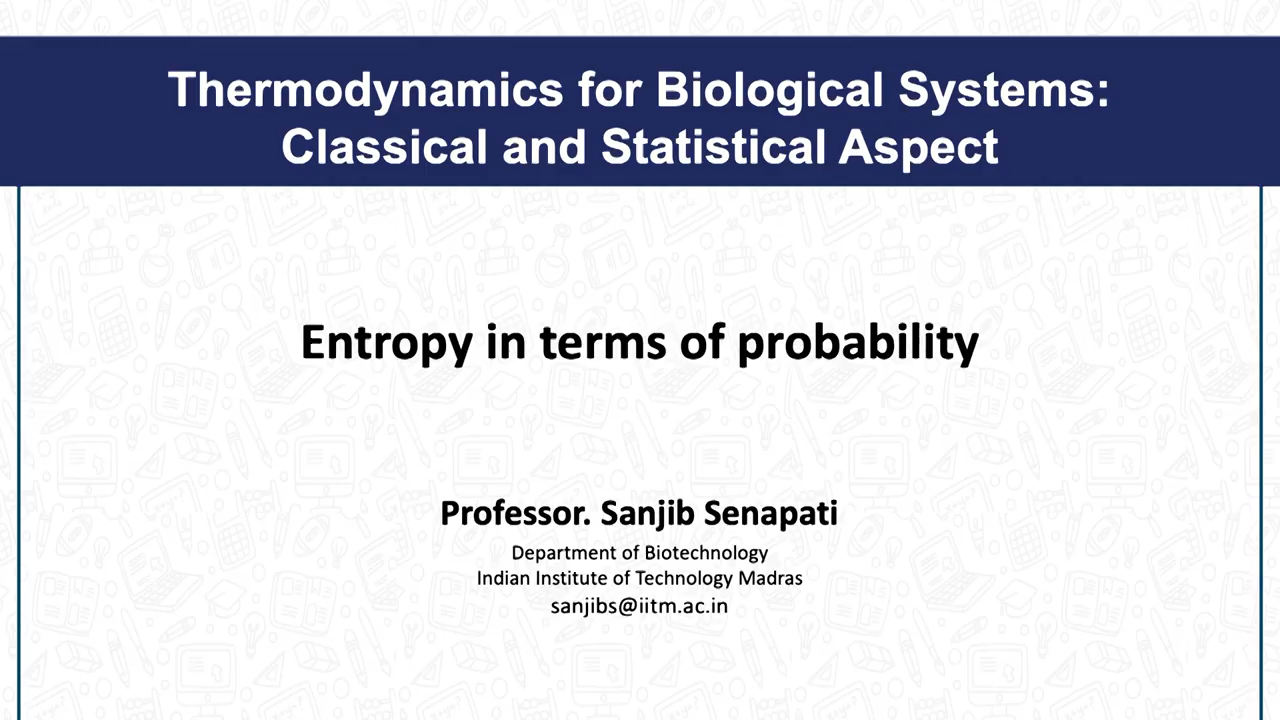 Thermodynamics for Biological Systems:
Classical and Statistical Aspect
Entropy in terms of probability
Professor. Sanjib Senapati
Department of Biotechnology
Indian Institute of Technology Madras
sanjibs@iitm.ac.in